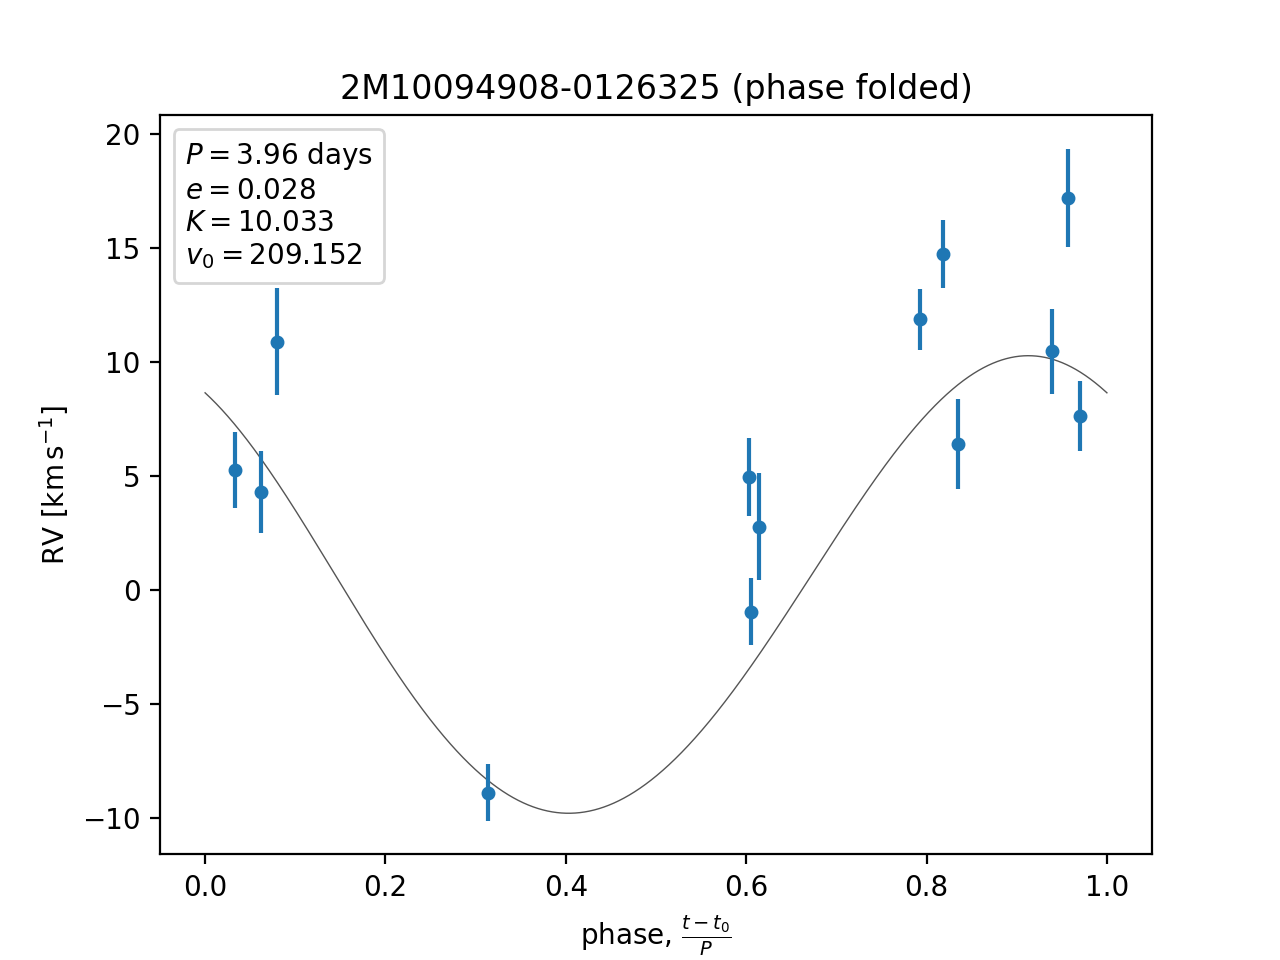 2M10094908-0126325 (phase folded)
P = 3.96 days
e = 0.028
K = 10.033
v₀ = 209.152
20
15
10
5
0
−5
−10
RV [km s⁻¹]
0.0 0.2 0.4 0.6 0.8 1.0
phase, (t − t₀)/P